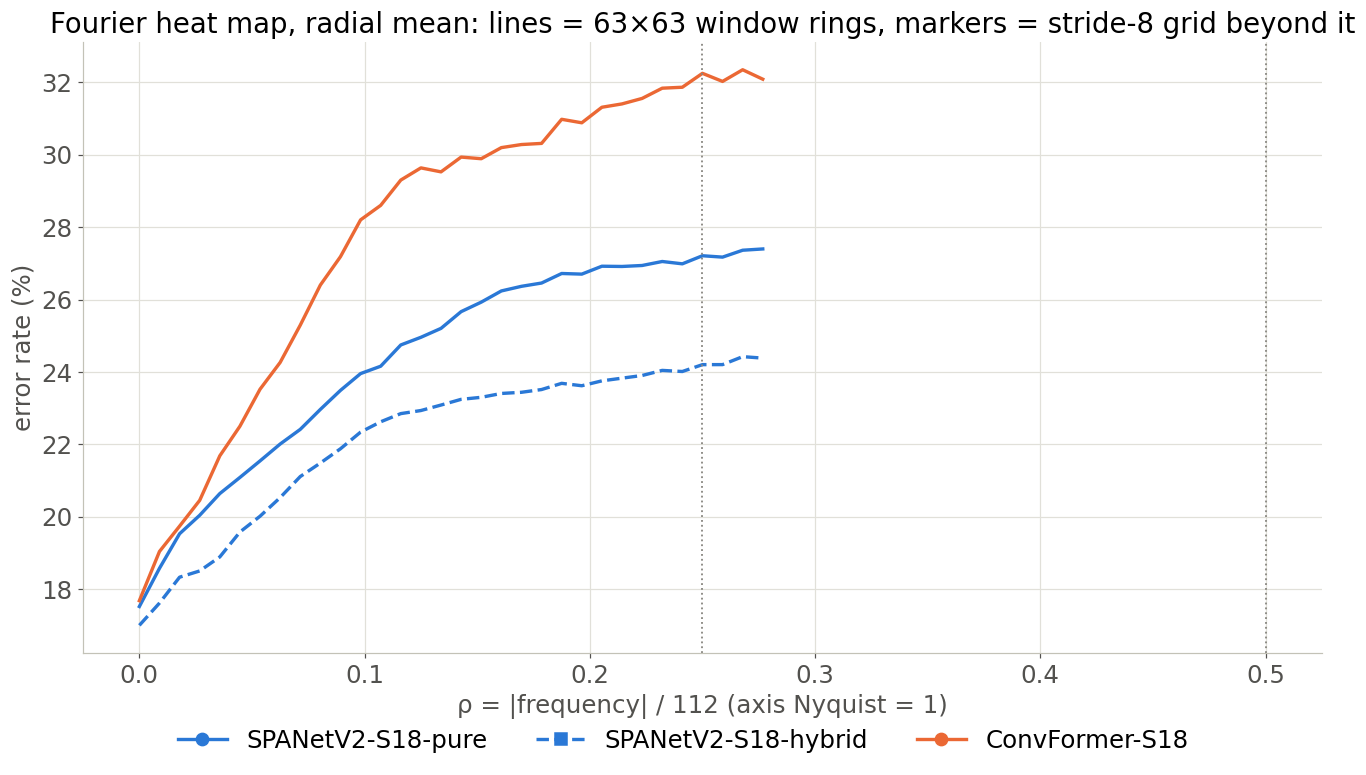 Fourier heat map, radial mean: lines = 63×63 window rings, markers = stride-8 grid beyond it
error rate (%)
32
30
28
26
24
22
20
18
0.0 0.1 0.2 0.3 0.4 0.5
ρ = |frequency| / 112 (axis Nyquist = 1)
SPANetV2-S18-pure SPANetV2-S18-hybrid ConvFormer-S18